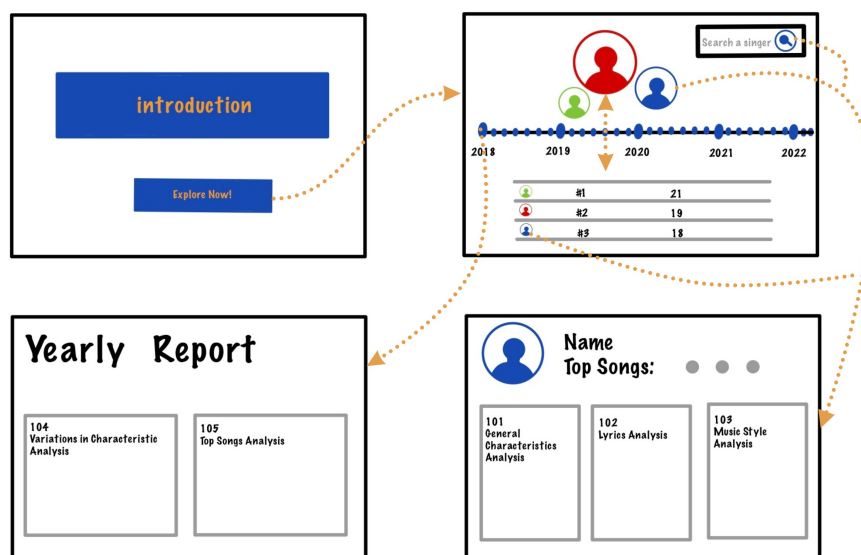 introduction
Explore Now!
Search a singer
2018
2019
2020
2021
2022
#1 21
#2 19
#3 18
Yearly Report
104
Variations in Characteristic
Analysis
105
Top Songs Analysis
Name
Top Songs:
101
General
Characteristics
Analysis
102
Lyrics Analysis
103
Music Style
Analysis